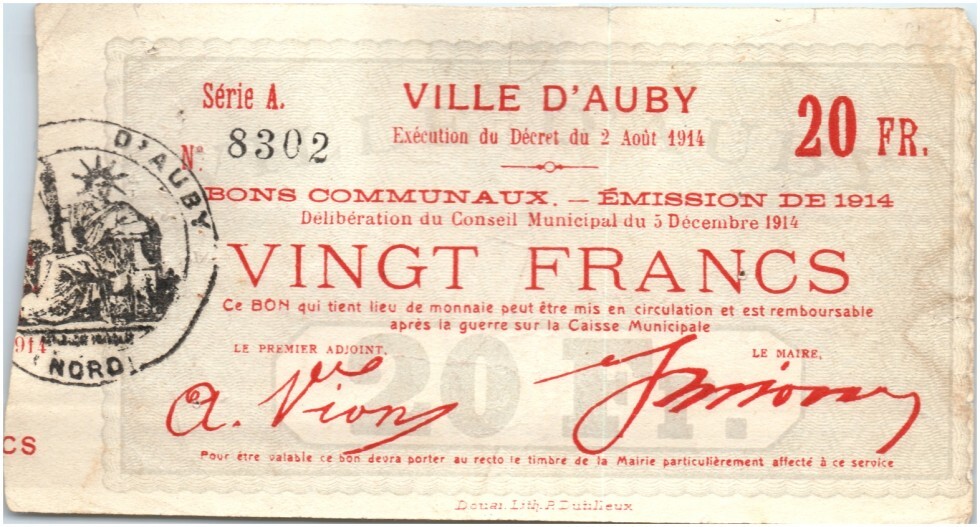 Série A.
VILLE D'AUBY
20 FR.
Exécution du Décret du 2 Août 1914
N° 8302
D'AUBY
BONS COMMUNAUX. — ÉMISSION DE 1914
Délibération du Conseil Municipal du 5 Décembre 1914
VINGT FRANCS
Ce BON qui tient lieu de monnaie peut être mis en circulation et est remboursable
après la guerre sur la Caisse Municipale
914
NORD
LE PREMIER ADJOINT,
LE MAIRE,
20 Fr.
A. Vion
CS
Pour être valable ce bon devra porter au recto le timbre de la Mairie particulièrement affecté à ce service
Douai. Lith. P. Dutilleux